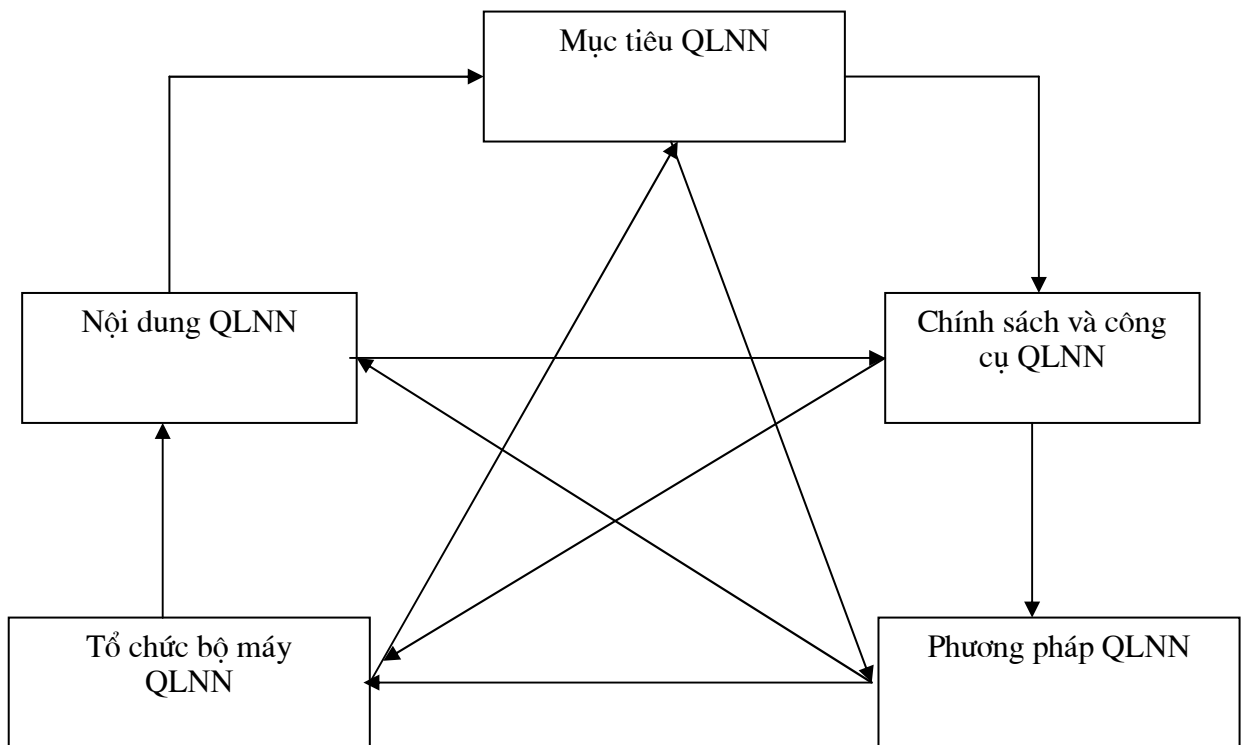 Mục tiêu QLNN
Nội dung QLNN
Chính sách và công
cụ QLNN
Tổ chức bộ máy
QLNN
Phương pháp QLNN